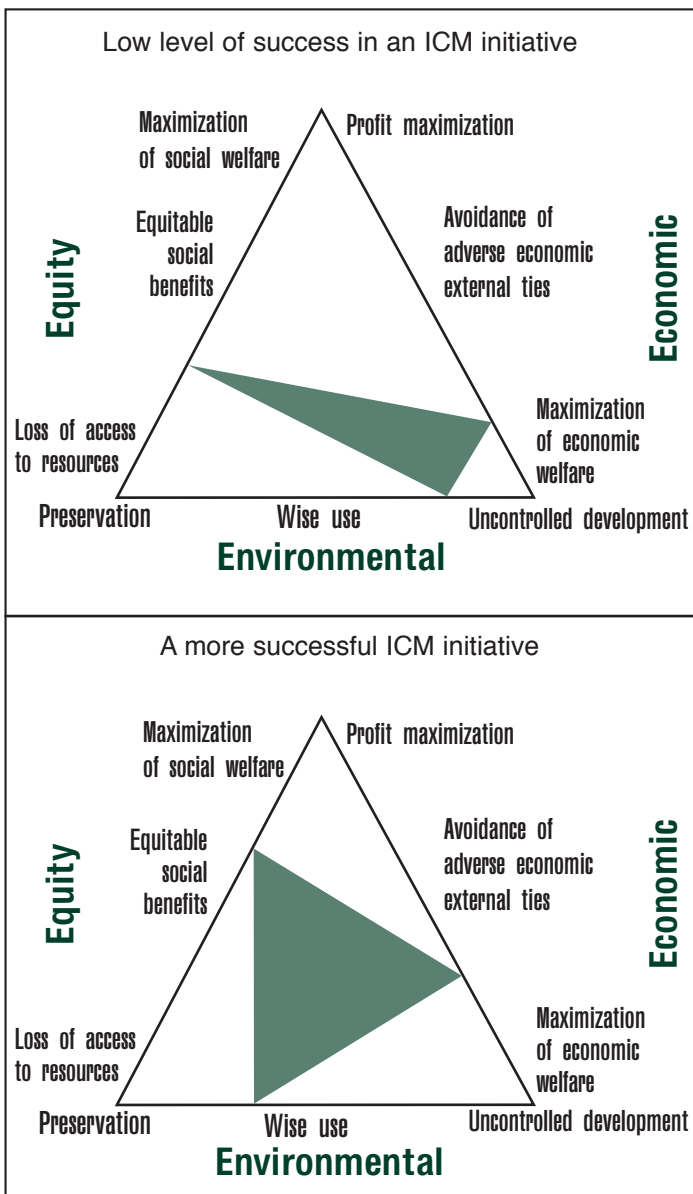 Low level of success in an ICM initiative
Maximization
of social welfare
Profit maximization
Equitable
social
benefits
Avoidance of
adverse economic
external ties
Equity
Economic
Loss of access
to resources
Maximization
of economic
welfare
Preservation
Wise use
Uncontrolled development
Environmental
A more successful ICM initiative
Maximization
of social welfare
Profit maximization
Equitable
social
benefits
Avoidance of
adverse economic
external ties
Equity
Economic
Loss of access
to resources
Maximization
of economic
welfare
Preservation
Wise use
Uncontrolled development
Environmental